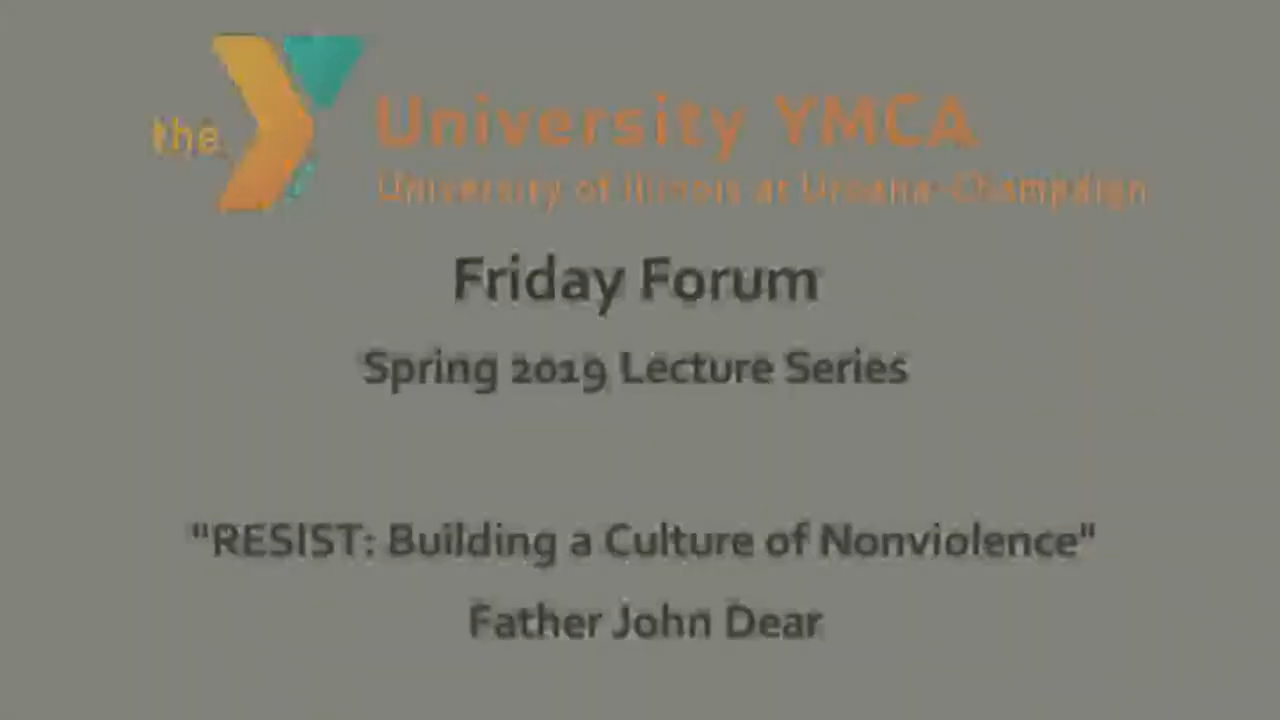 the
University YMCA
University of Illinois at Urbana-Champaign
Friday Forum
Spring 2019 Lecture Series
"RESIST: Building a Culture of Nonviolence"
Father John Dear